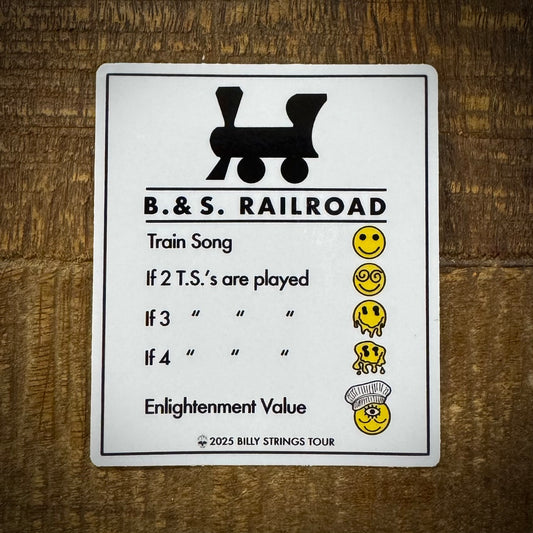 B. & S. RAILROAD
Train Song
If 2 T.S.'s are played
If 3 “ “ “
If 4 “ “ “
Enlightenment Value
2025 BILLY STRINGS TOUR